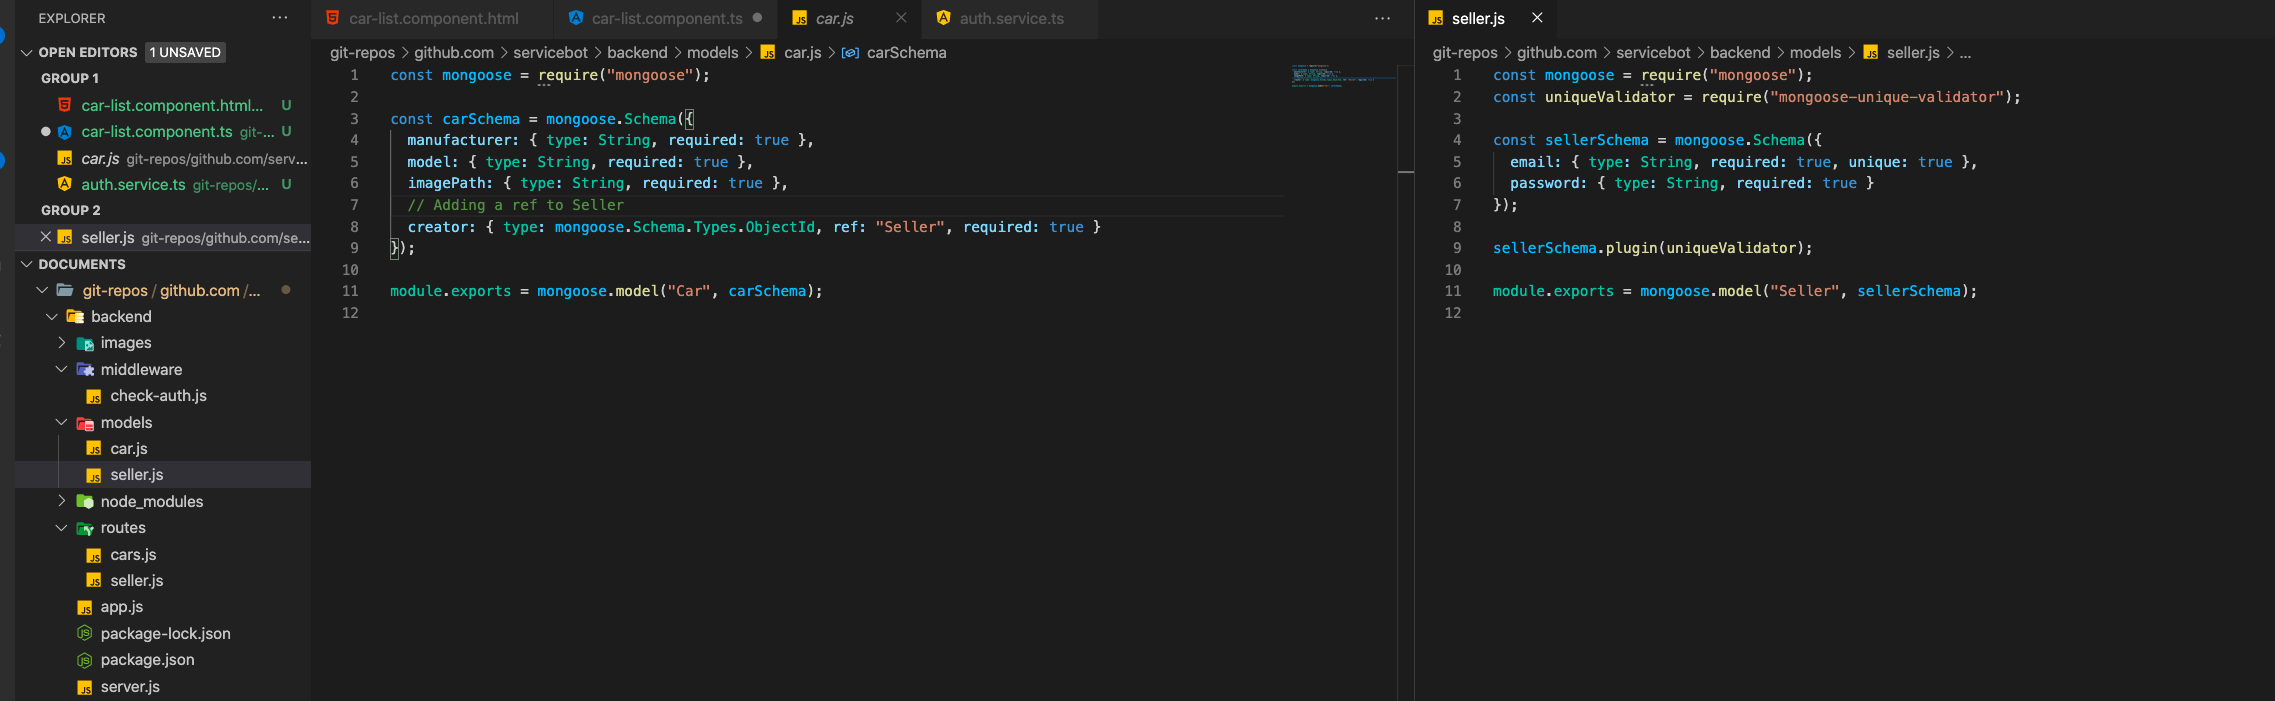 EXPLORER ...
OPEN EDITORS 1 UNSAVED
GROUP 1
car-list.component.html... U
car-list.component.ts git-... U
car.js git-repos/github.com/serv...
auth.service.ts git-repos/... U
GROUP 2
seller.js git-repos/github.com/se...
DOCUMENTS
git-repos / github.com /...
backend
images
middleware
check-auth.js
models
car.js
seller.js
node_modules
routes
cars.js
seller.js
app.js
package-lock.json
package.json
server.js
car-list.component.html car-list.component.ts car.js auth.service.ts ...
git-repos > github.com > servicebot > backend > models > car.js > carSchema
1 const mongoose = require("mongoose");
2
3 const carSchema = mongoose.Schema({
4 manufacturer: { type: String, required: true },
5 model: { type: String, required: true },
6 imagePath: { type: String, required: true },
7 // Adding a ref to Seller
8 creator: { type: mongoose.Schema.Types.ObjectId, ref: "Seller", required: true }
9 });
10
11 module.exports = mongoose.model("Car", carSchema);
12
seller.js
git-repos > github.com > servicebot > backend > models > seller.js > ...
1 const mongoose = require("mongoose");
2 const uniqueValidator = require("mongoose-unique-validator");
3
4 const sellerSchema = mongoose.Schema({
5 email: { type: String, required: true, unique: true },
6 password: { type: String, required: true }
7 });
8
9 sellerSchema.plugin(uniqueValidator);
10
11 module.exports = mongoose.model("Seller", sellerSchema);
12